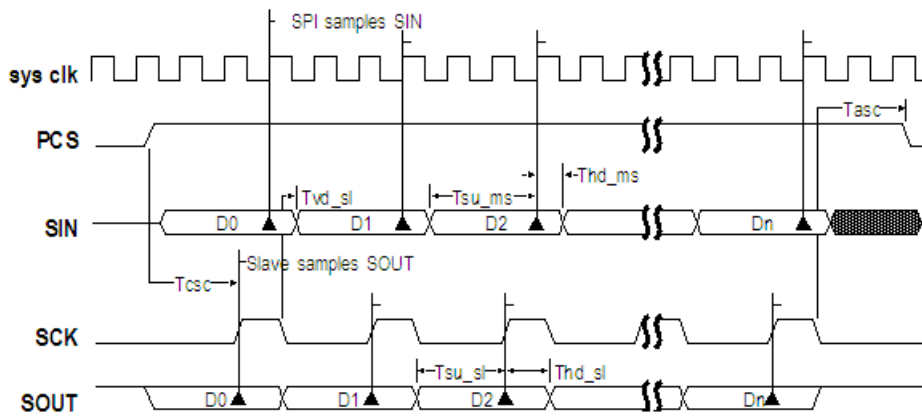 SPI samples SIN
sys clk
Tasc
PCS
Thd_ms
Tvd_sl
Tsu_ms
SIN
D0
D1
D2
Dn
Slave samples SOUT
Tcsc
SCK
Tsu_sl
Thd_sl
SOUT
D0
D1
D2
Dn